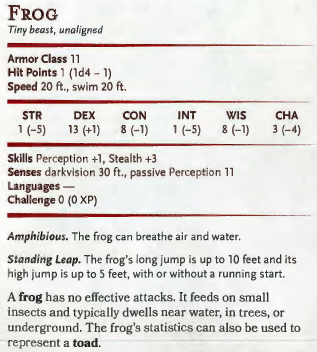 FROG
Tiny beast, unaligned
Armor Class 11
Hit Points 1 (1d4 – 1)
Speed 20 ft., swim 20 ft.
STR DEX CON INT WIS CHA
1 (–5) 13 (+1) 8 (–1) 1 (–5) 8 (–1) 3 (–4)
Skills Perception +1, Stealth +3
Senses darkvision 30 ft., passive Perception 11
Languages —
Challenge 0 (0 XP)
Amphibious. The frog can breathe air and water.
Standing Leap. The frog's long jump is up to 10 feet and its
high jump is up to 5 feet, with or without a running start.
A frog has no effective attacks. It feeds on small
insects and typically dwells near water, in trees, or
underground. The frog's statistics can also be used to
represent a toad.